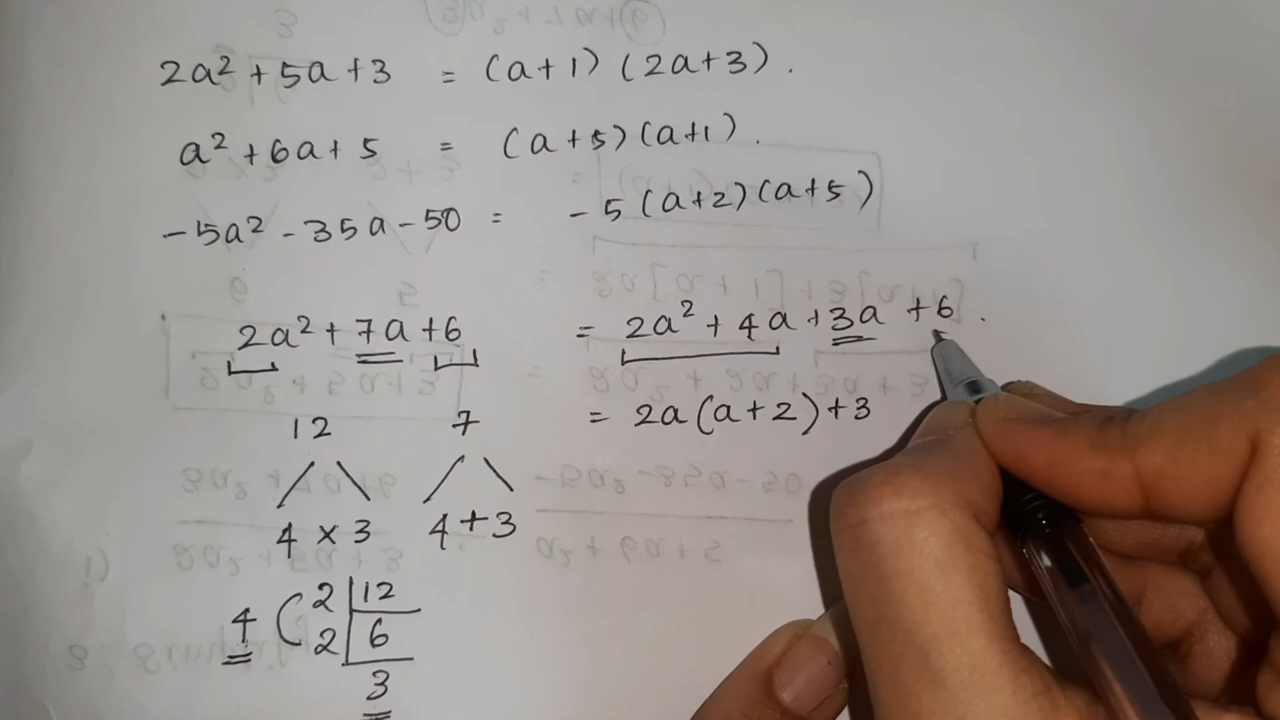 2a² + 5a + 3 = (a+1) (2a+3).
a² + 6a + 5 = (a+5) (a+1).
-5a² - 35a - 50 = -5 (a+2) (a+5)
2a² + 7a + 6 = 2a² + 4a + 3a + 6.
= 2a (a+2) + 3
12 7
4 x 3 4 + 3
2 | 12
4 ( 2 | 6
3